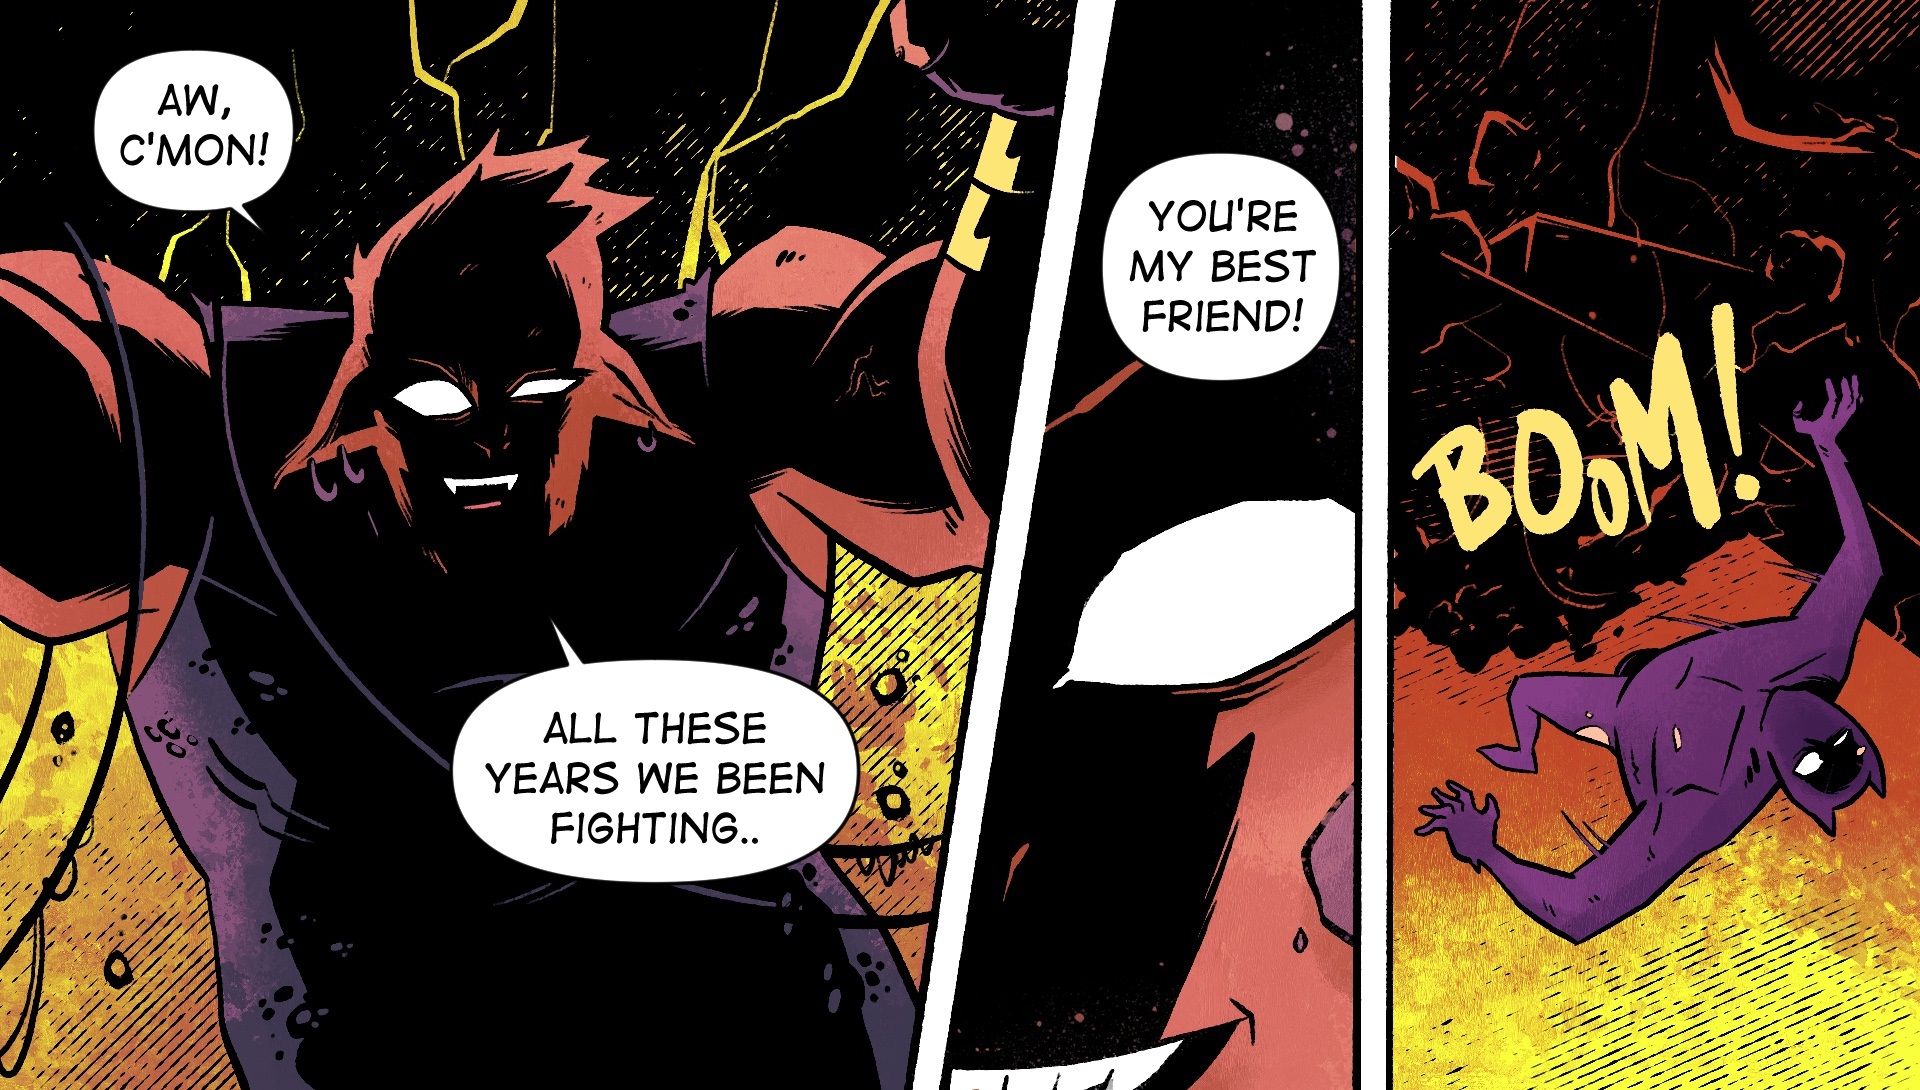 AW,
C'MON!
ALL THESE
YEARS WE BEEN
FIGHTING..
YOU'RE
MY BEST
FRIEND!
BOOM!